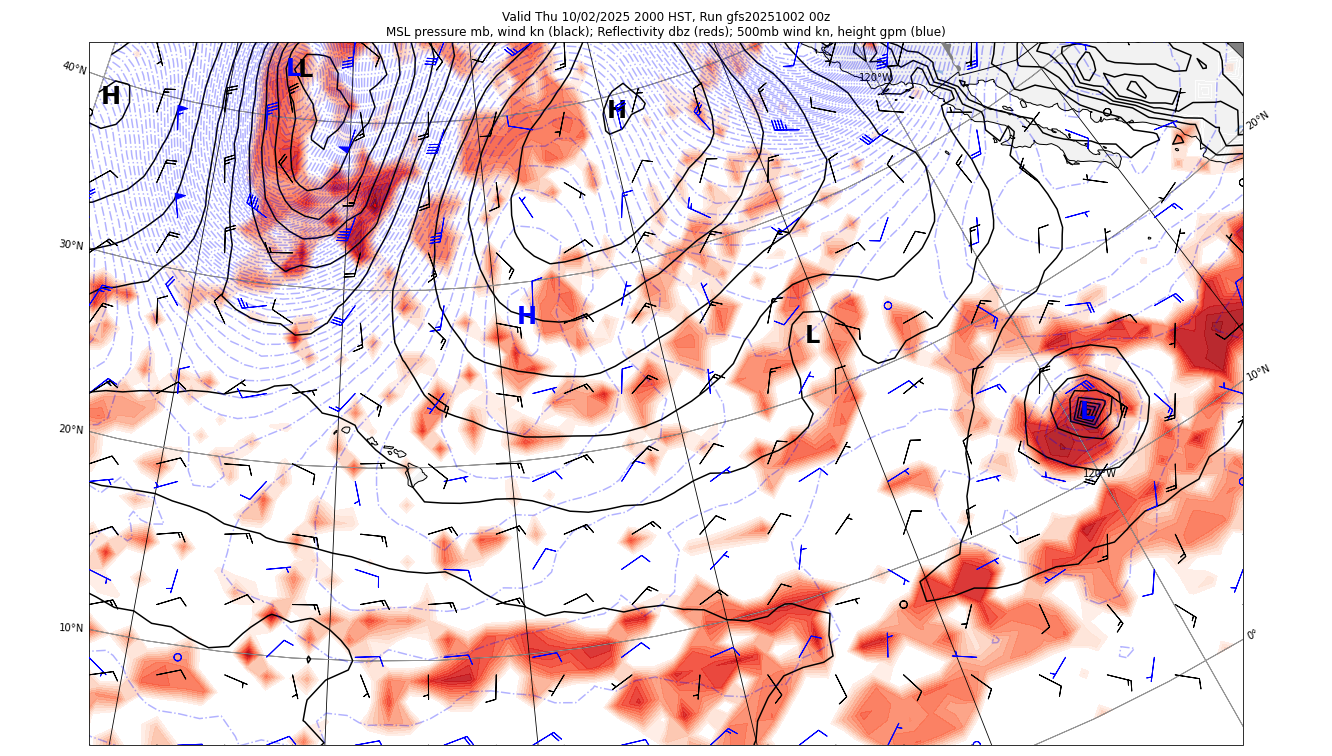 Valid Thu 10/02/2025 2000 HST, Run gfs20251002 00z
MSL pressure mb, wind kn (black); Reflectivity dbz (reds); 500mb wind kn, height gpm (blue)
40°N
L
L
H
H
120°W
20°N
30°N
H
L
10°N
L
20°N
120°W
10°N
0°